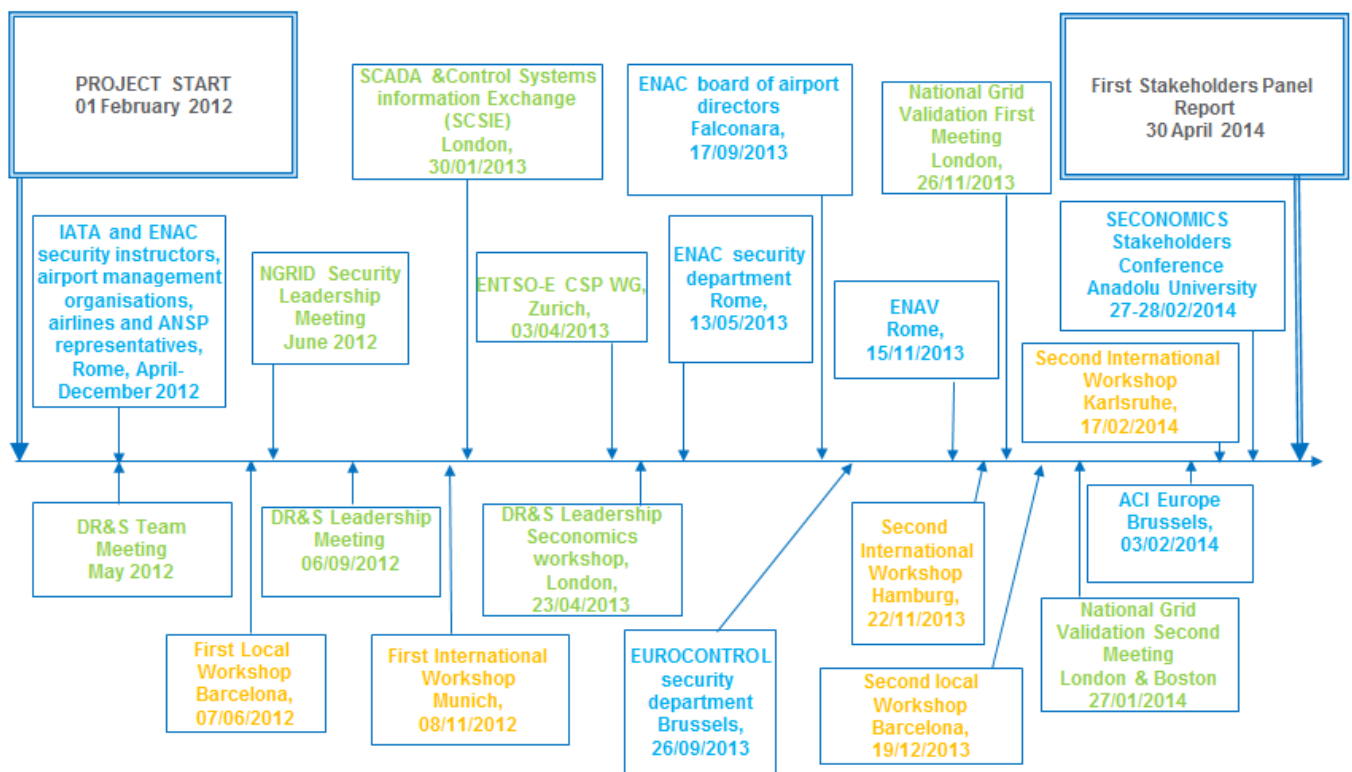 PROJECT START
01 February 2012
SCADA &Control Systems
information Exchange
(SCSIE)
London,
30/01/2013
ENAC board of airport
directors
Falconara,
17/09/2013
National Grid
Validation First
Meeting
London,
26/11/2013
First Stakeholders Panel
Report
30 April 2014
IATA and ENAC
security instructors,
airport management
organisations,
airlines and ANSP
representatives,
Rome, April-
December 2012
NGRID Security
Leadership
Meeting
June 2012
ENTSO-E CSP WG,
Zurich,
03/04/2013
ENAC security
department
Rome,
13/05/2013
ENAV
Rome,
15/11/2013
SECONOMICS
Stakeholders
Conference
Anadolu University
27-28/02/2014
Second International
Workshop
Karlsruhe,
17/02/2014
DR&S Team
Meeting
May 2012
First Local
Workshop
Barcelona,
07/06/2012
DR&S Leadership
Meeting
06/09/2012
First International
Workshop
Munich,
08/11/2012
DR&S Leadership
Seconomics
workshop,
London,
23/04/2013
EUROCONTROL
security
department
Brussels,
26/09/2013
Second
International
Workshop
Hamburg,
22/11/2013
Second local
Workshop
Barcelona,
19/12/2013
National Grid
Validation Second
Meeting
London & Boston
27/01/2014
ACI Europe
Brussels,
03/02/2014